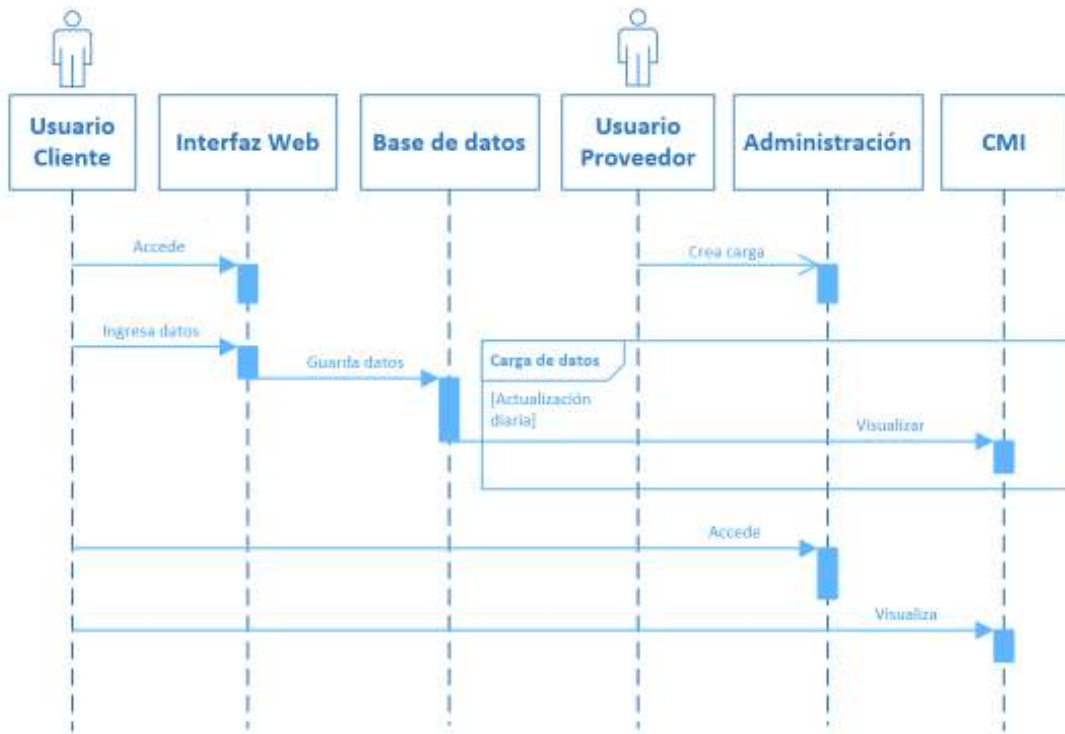 Usuario
Cliente
Interfaz Web
Base de datos
Usuario
Proveedor
Administración
CMI
Accede
Crea carga
Ingresa datos
Guarda datos
Carga de datos
[Actualización
diaria]
Visualizar
Accede
Visualiza